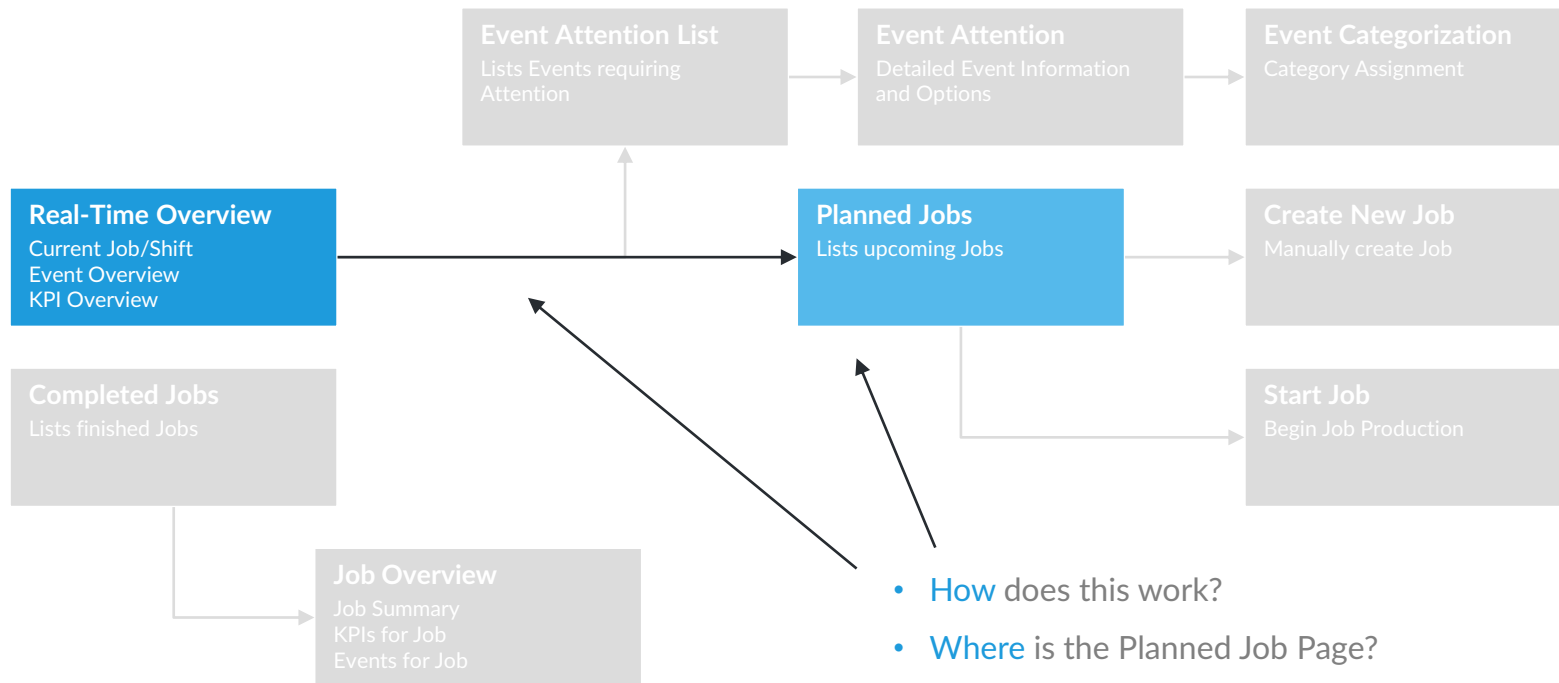 Event Attention List
Lists Events requiring
Attention
Event Attention
Detailed Event Information
and Options
Event Categorization
Category Assignment
Real-Time Overview
Current Job/Shift
Event Overview
KPI Overview
Planned Jobs
Lists upcoming Jobs
Create New Job
Manually create Job
Completed Jobs
Lists finished Jobs
Start Job
Begin Job Production
Job Overview
Job Summary
KPIs for Job
Events for Job
• How does this work?
• Where is the Planned Job Page?